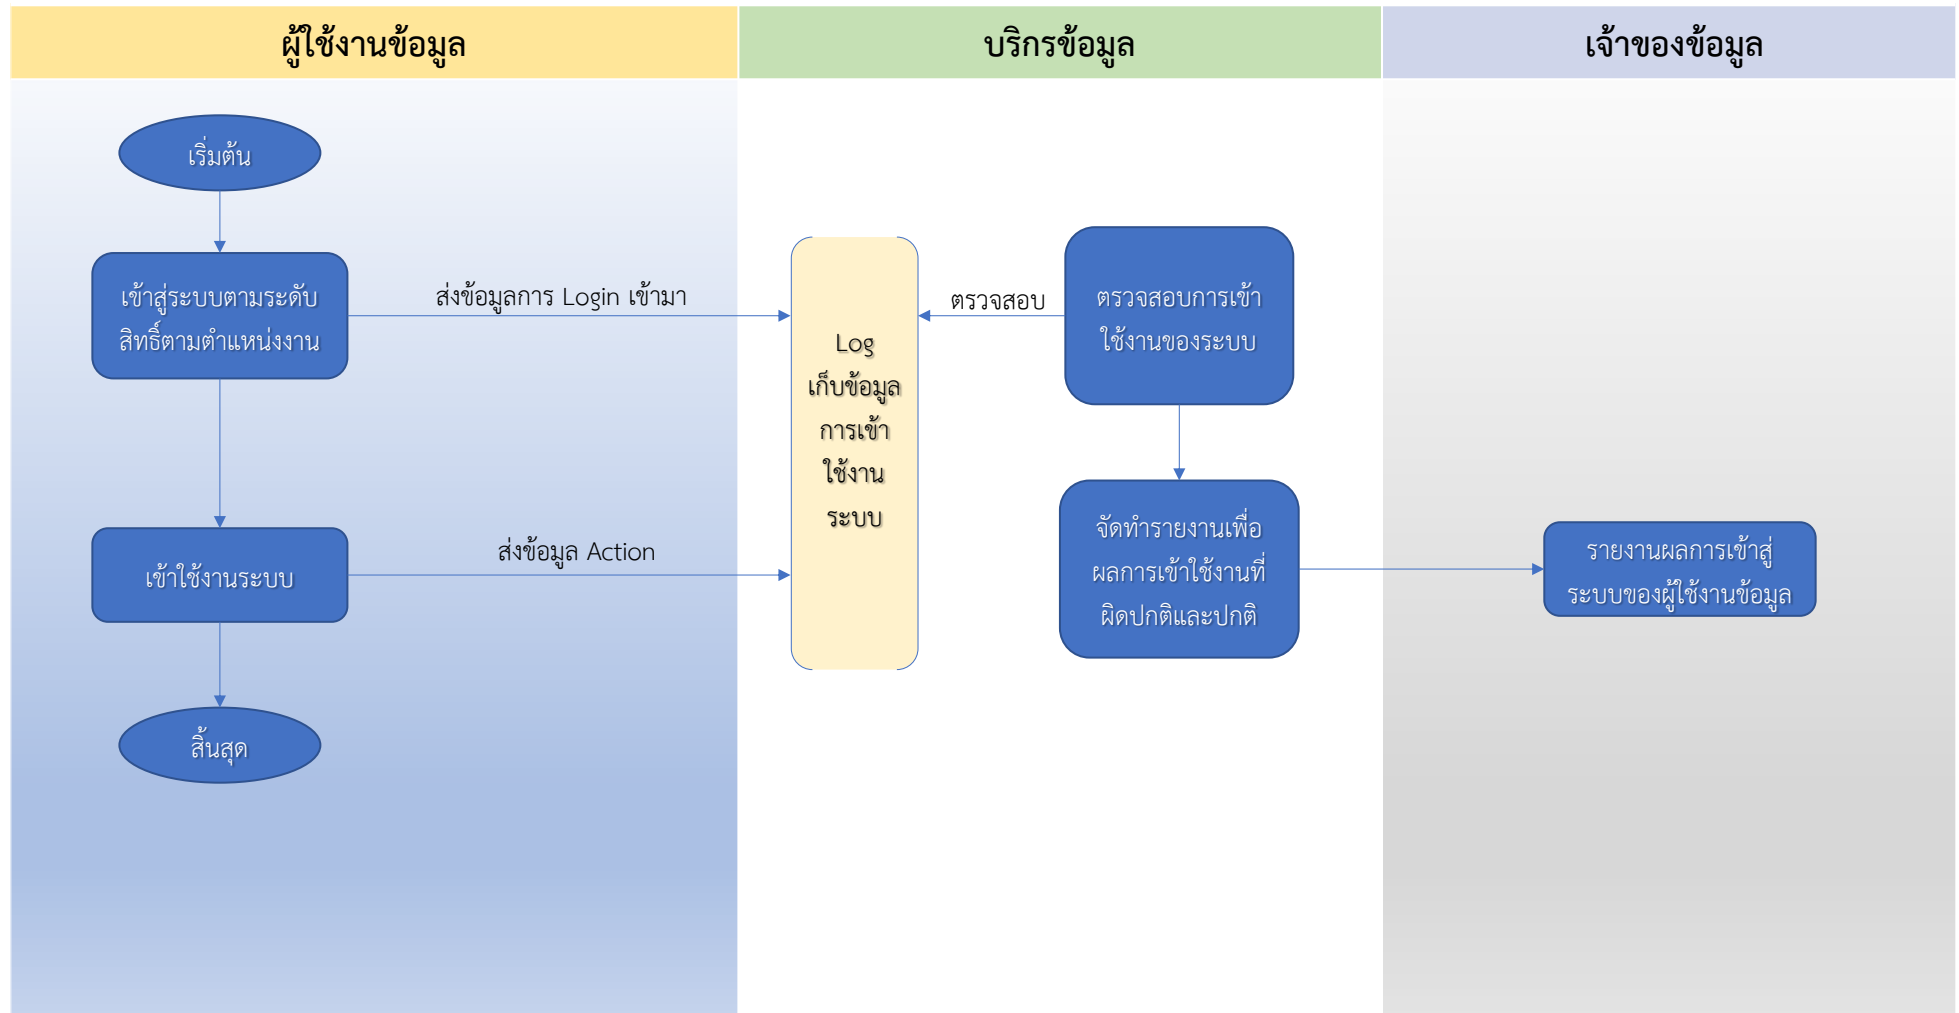 ผู้ใช้งานข้อมูล
บริกรข้อมูล
เจ้าของข้อมูล
เริ่มต้น
เข้าสู่ระบบตามระดับ
สิทธิ์ตามตำแหน่งงาน
ส่งข้อมูลการ Login เข้ามา
Log
เก็บข้อมูล
การเข้า
ใช้งาน
ระบบ
ตรวจสอบ
ตรวจสอบการเข้า
ใช้งานของระบบ
เข้าใช้งานระบบ
ส่งข้อมูล Action
จัดทำรายงานเพื่อ
ผลการเข้าใช้งานที่
ผิดปกติและปกติ
รายงานผลการเข้าสู่
ระบบของผู้ใช้งานข้อมูล
สิ้นสุด